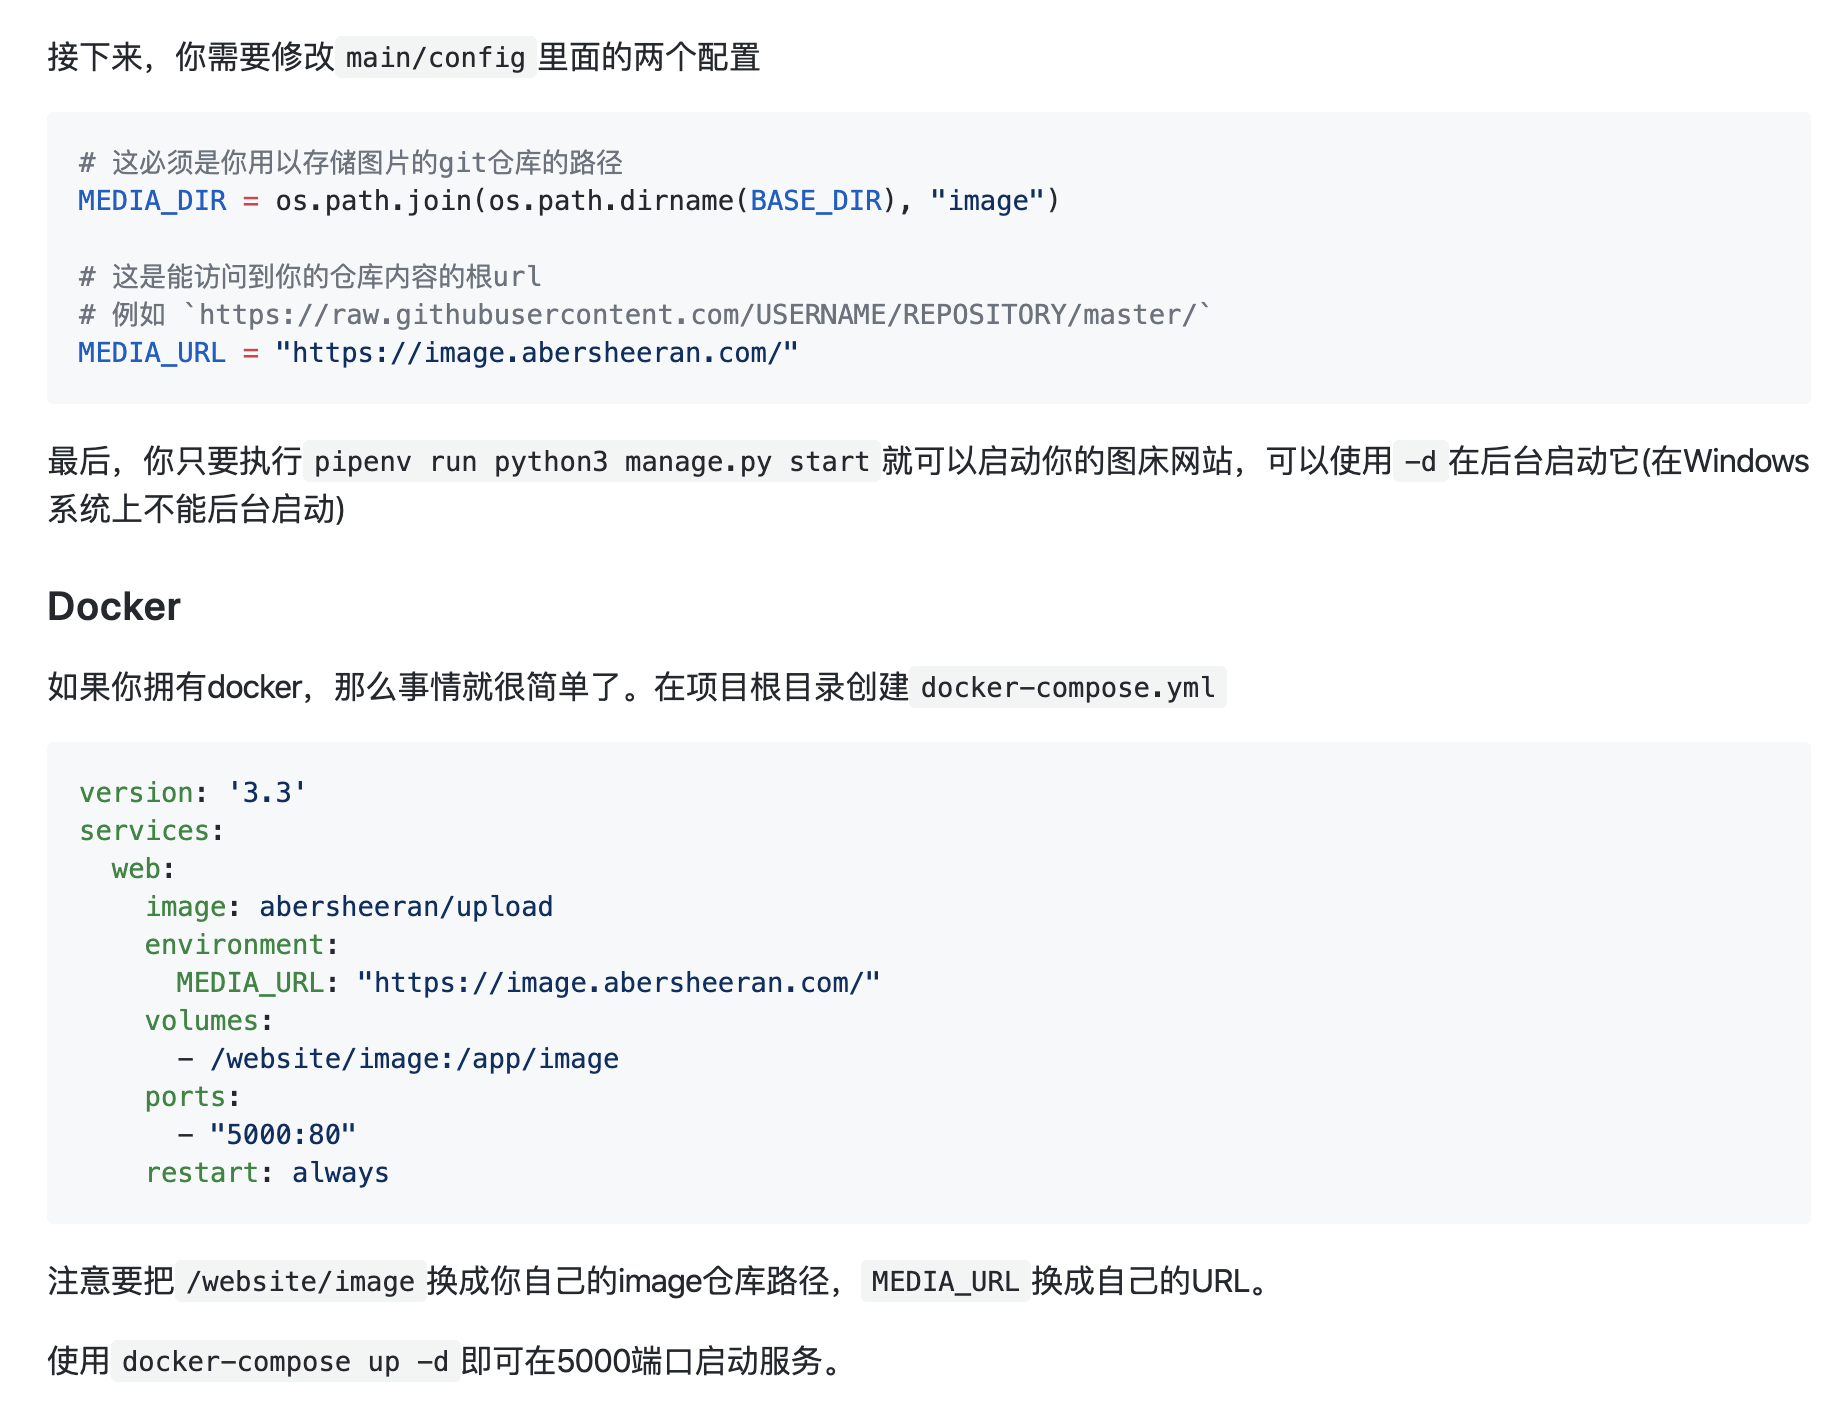 接下来，你需要修改 main/config 里面的两个配置
# 这必须是你用以存储图片的git仓库的路径
MEDIA_DIR = os.path.join(os.path.dirname(BASE_DIR), "image")
# 这是能访问到你的仓库内容的根url
# 例如 `https://raw.githubusercontent.com/USERNAME/REPOSITORY/master/`
MEDIA_URL = "https://image.abersheeran.com/"
最后，你只要执行 pipenv run python3 manage.py start 就可以启动你的图床网站，可以使用 -d 在后台启动它(在Windows
系统上不能后台启动)
Docker
如果你拥有docker，那么事情就很简单了。在项目根目录创建 docker-compose.yml
version: '3.3'
services:
  web:
    image: abersheeran/upload
    environment:
      MEDIA_URL: "https://image.abersheeran.com/"
    volumes:
      - /website/image:/app/image
    ports:
      - "5000:80"
    restart: always
注意要把 /website/image 换成你自己的image仓库路径， MEDIA_URL 换成自己的URL。
使用 docker-compose up -d 即可在5000端口启动服务。